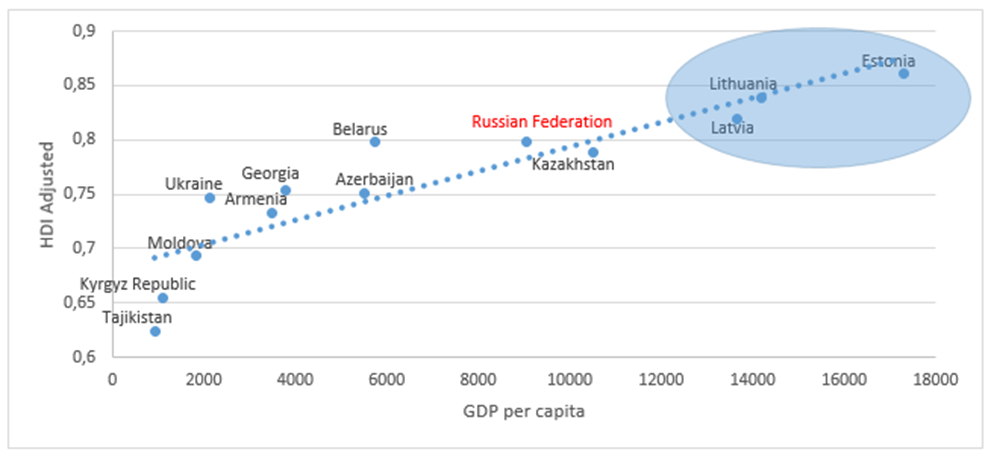 0,9
Estonia
0,85
Lithuania
Latvia
Russian Federation
Belarus
0,8
Kazakhstan
Georgia
Azerbaijan
Ukraine
Armenia
0,75
Moldova
0,7
Kyrgyz Republic
0,65
Tajikistan
0,6
HDI Adjusted
0 2000 4000 6000 8000 10000 12000 14000 16000 18000
GDP per capita